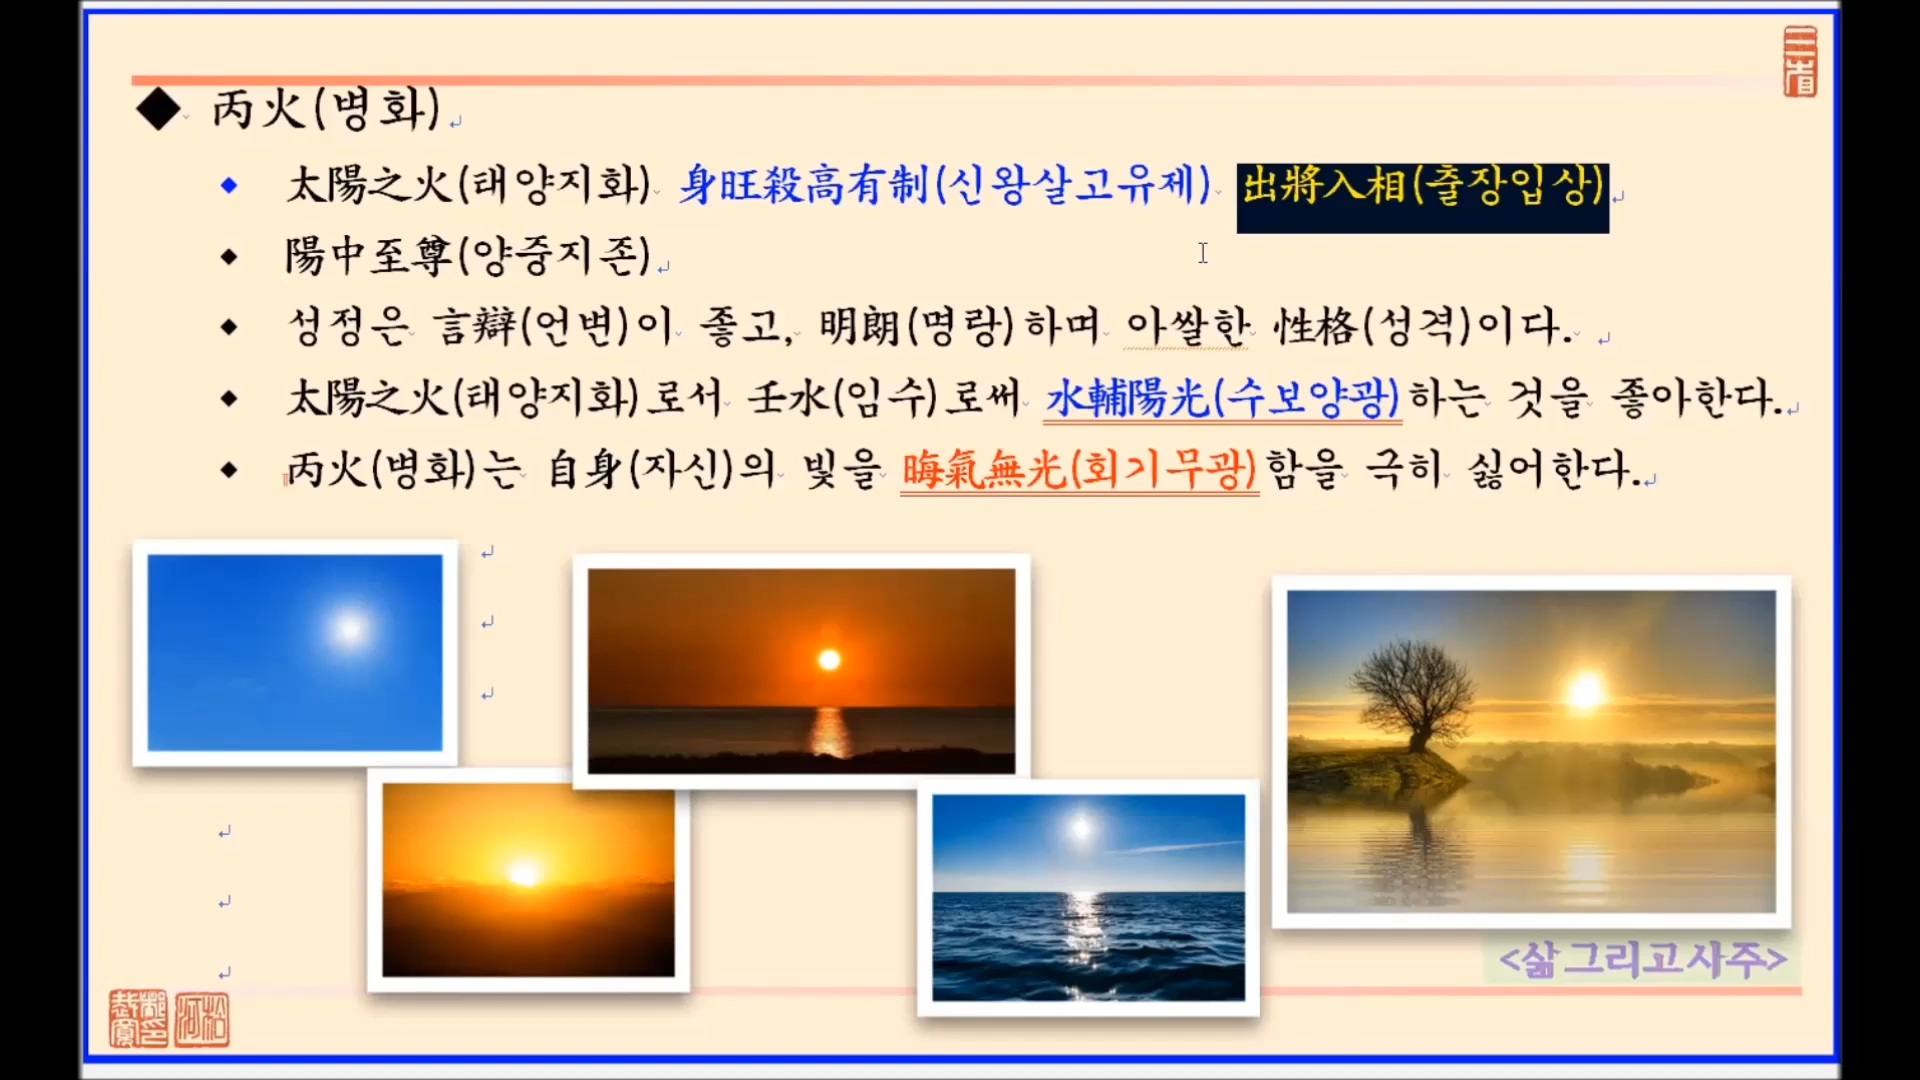 丙火(병화)
太陽之火(태양지화) 身旺殺高有制(신왕살고유제) 出將入相(출장입상)
陽中至尊(양중지존)
성정은 言辯(언변)이 좋고, 明朗(명랑)하며 아쌀한 性格(성격)이다.
太陽之火(태양지화)로서 壬水(임수)로써 水輔陽光(수보양광)하는 것을 좋아한다.
丙火(병화)는 自身(자신)의 빛을 晦氣無光(회기무광)함을 극히 싫어한다.
<삶 그리고 사주>